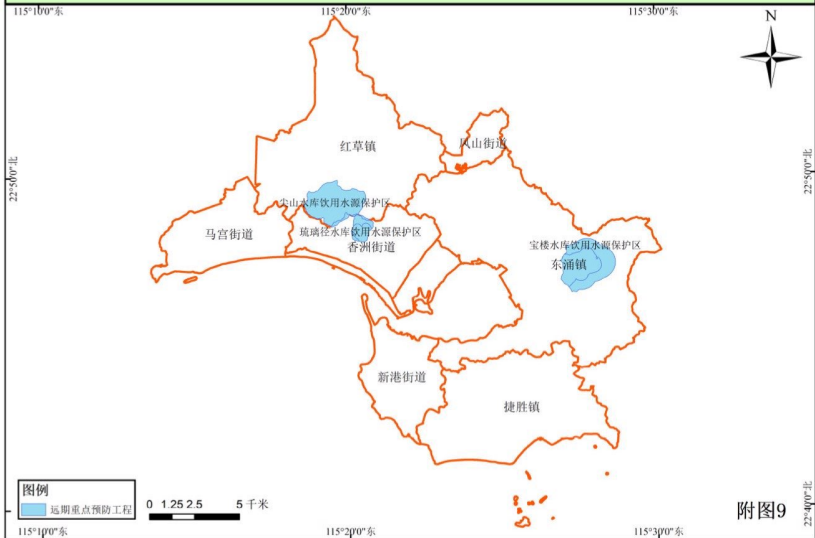 115°10'0"东
115°20'0"东
115°30'0"东
N
22°50'0"北
22°50'0"北
红草镇
凤山街道
尖山水库饮用水源保护区
马宫街道
琉璃径水库饮用水源保护区
香洲街道
宝楼水库饮用水源保护区
东涌镇
新港街道
捷胜镇
图例
远期重点预防工程
0 1.25 2.5 5 千米
附图9
22°40'0"北
115°10'0"东
115°20'0"东
115°30'0"东